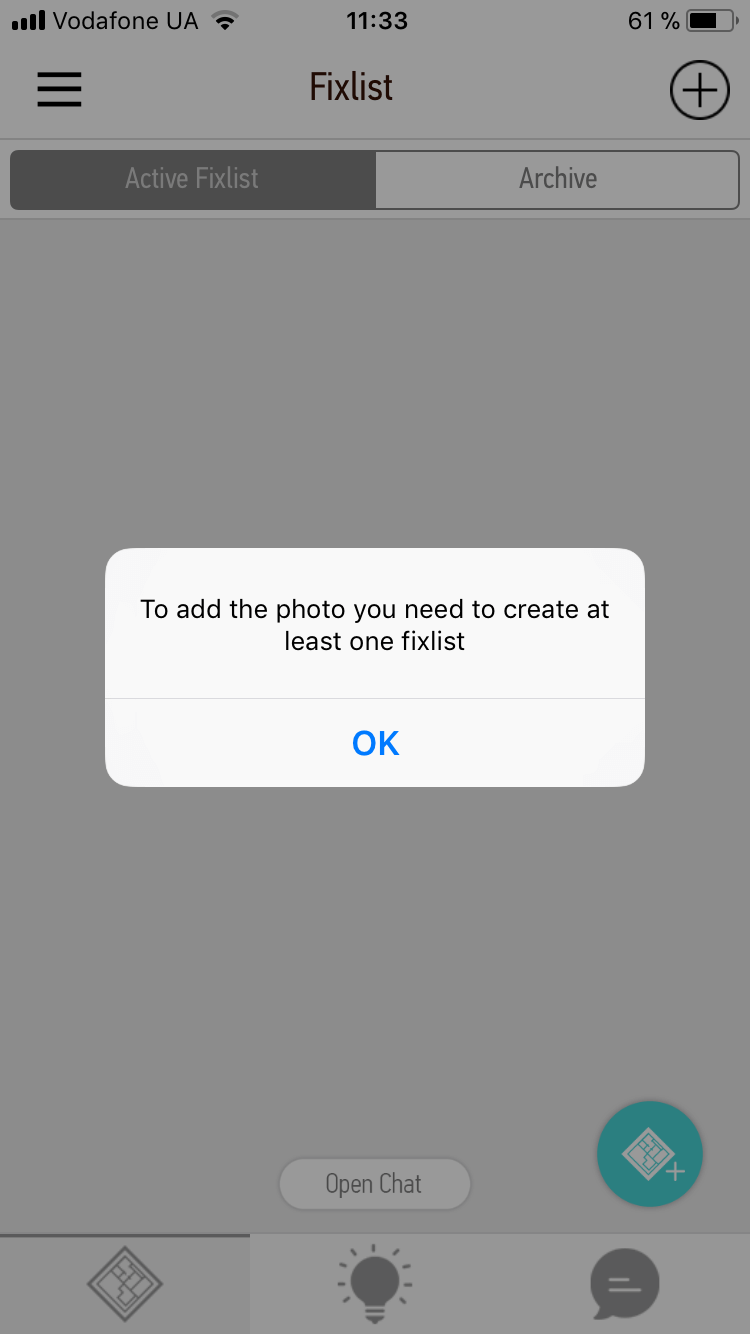 Vodafone UA 11:33 61 %
Fixlist
Active Fixlist Archive
To add the photo you need to create at
least one fixlist
OK
Open Chat